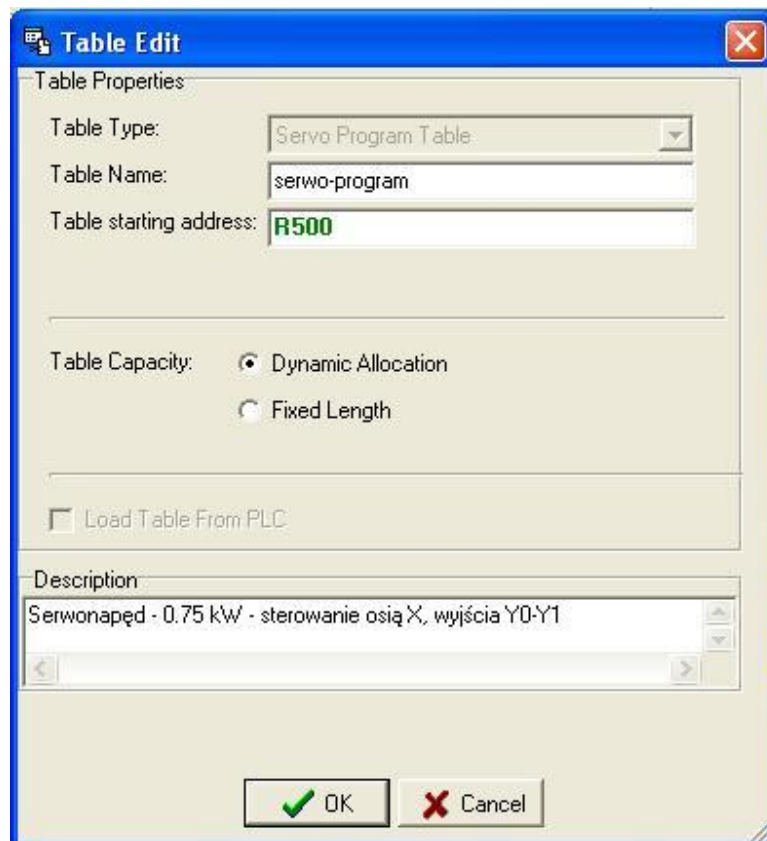 Table Edit
Table Properties
Table Type: Servo Program Table
Table Name: serwo-program
Table starting address: R500
Table Capacity: Dynamic Allocation
Fixed Length
Load Table From PLC
Description
Serwonapęd - 0.75 kW - sterowanie osią X, wyjścia Y0-Y1
OK Cancel